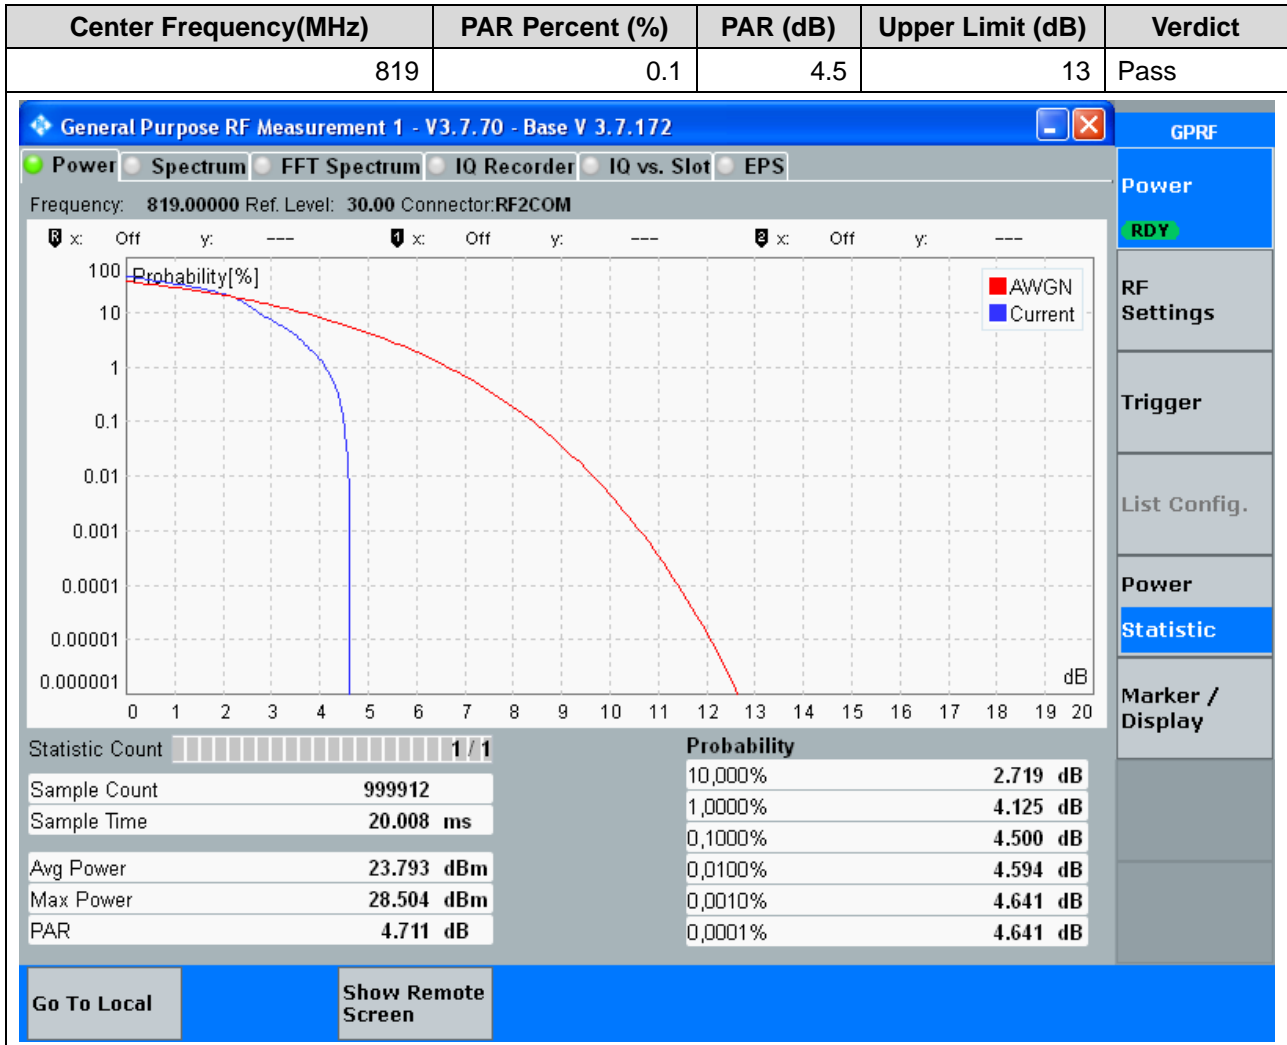 Center Frequency(MHz) PAR Percent (%) PAR (dB) Upper Limit (dB) Verdict
819 0.1 4.5 13 Pass
General Purpose RF Measurement 1 - V3.7.70 - Base V 3.7.172
GPRF
Power Spectrum FFT Spectrum IQ Recorder IQ vs. Slot EPS
Frequency: 819.00000 Ref. Level: 30.00 Connector:RF2COM
R x: Off y: --- 1 x: Off y: --- 2 x: Off y: ---
Probability[%]
AWGN
Current
100
10
1
0.1
0.01
0.001
0.0001
0.00001
0.000001
dB
0 1 2 3 4 5 6 7 8 9 10 11 12 13 14 15 16 17 18 19 20
Statistic Count 1 / 1
Sample Count 999912
Sample Time 20.008 ms
Avg Power 23.793 dBm
Max Power 28.504 dBm
PAR 4.711 dB
Probability
10,000% 2.719 dB
1,0000% 4.125 dB
0,1000% 4.500 dB
0,0100% 4.594 dB
0,0010% 4.641 dB
0,0001% 4.641 dB
Power
RDY
RF
Settings
Trigger
List Config.
Power
Statistic
Marker /
Display
Go To Local
Show Remote
Screen